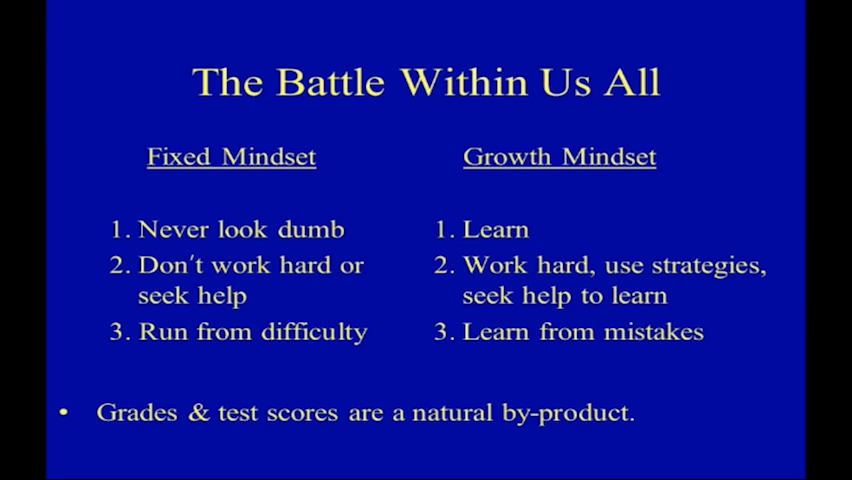 The Battle Within Us All
Fixed Mindset
1. Never look dumb
2. Don't work hard or
seek help
3. Run from difficulty
Growth Mindset
1. Learn
2. Work hard, use strategies,
seek help to learn
3. Learn from mistakes
• Grades & test scores are a natural by-product.